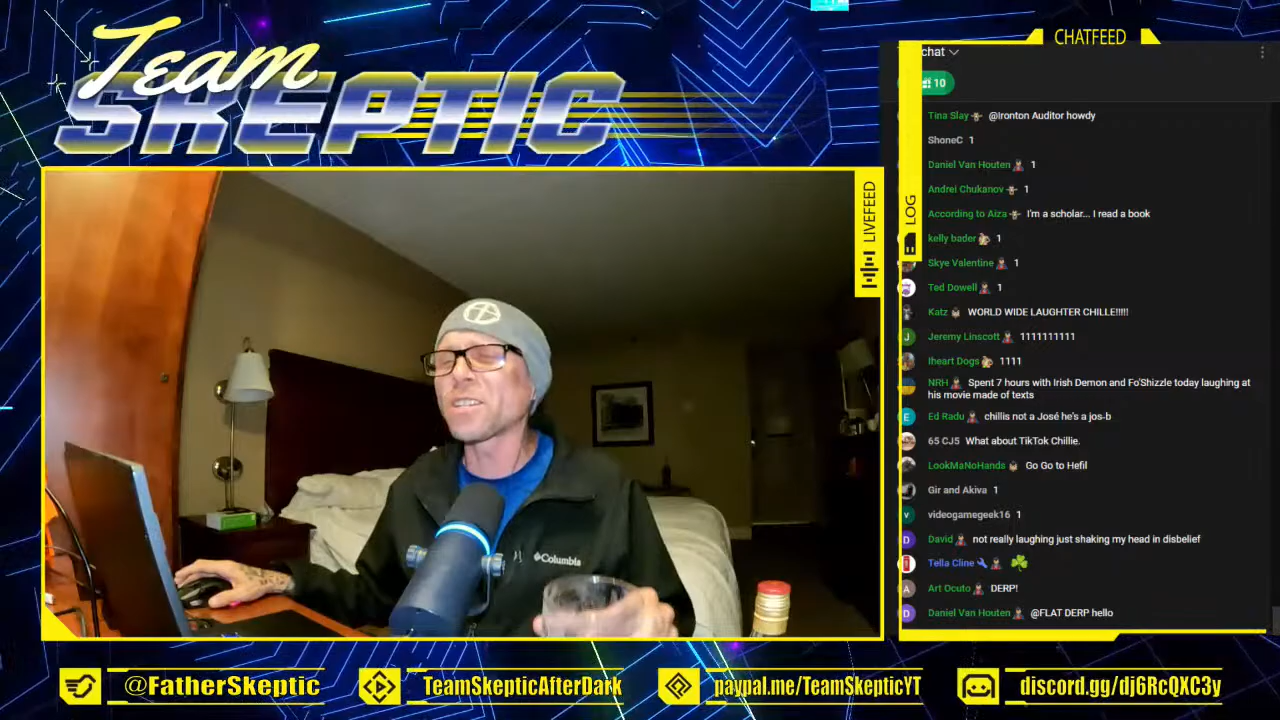 Team
SKEPTIC
CHATFEED
chat
10
LIVEFEED
LOG
Tina Slay @Ironton Auditor howdy
ShoneC 1
Daniel Van Houten 1
Andrei Chukanov 1
According to Aiza I'm a scholar... I read a book
kelly bader 1
Skye Valentine 1
Ted Dowell 1
Katz WORLD WIDE LAUGHTER CHILLE!!!!!
Jeremy Linscott 1111111111
Iheart Dogs 1111
NRH Spent 7 hours with Irish Demon and Fo'Shizzle today laughing at
his movie made of texts
Ed Radu chillis not a José he's a jos-b
65 CJ5 What about TikTok Chillie.
LookMaNoHands Go Go to Hefil
Gir and Akiva 1
videogamegeek16 1
David not really laughing just shaking my head in disbelief
Tella Cline
Art Ocuto DERP!
Daniel Van Houten @FLAT DERP hello
Columbia
@FatherSkeptic
TeamSkepticAfterDark
paypal.me/TeamSkepticYT
discord.gg/dj6RcQXC3y